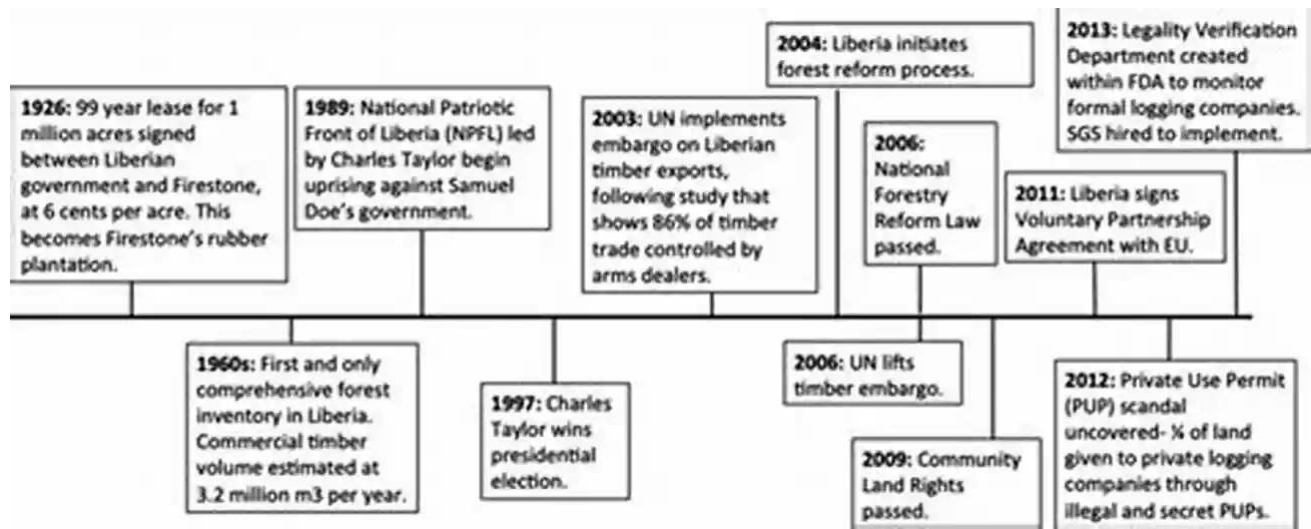 1926: 99 year lease for 1
million acres signed
between Liberian
government and Firestone,
at 6 cents per acre. This
becomes Firestone's rubber
plantation.
1960s: First and only
comprehensive forest
inventory in Liberia.
Commercial timber
volume estimated at
3.2 million m3 per year.
1989: National Patriotic
Front of Liberia (NPFL) led
by Charles Taylor begin
uprising against Samuel
Doe's government.
1997: Charles
Taylor wins
presidential
election.
2003: UN implements
embargo on Liberian
timber exports,
following study that
shows 86% of timber
trade controlled by
arms dealers.
2004: Liberia initiates
forest reform process.
2006:
National
Forestry
Reform Law
passed.
2006: UN lifts
timber embargo.
2009: Community
Land Rights
passed.
2011: Liberia signs
Voluntary Partnership
Agreement with EU.
2012: Private Use Permit
(PUP) scandal
uncovered- of land
given to private logging
companies through
illegal and secret PUPs.
2013: Legality Verification
Department created
within FDA to monitor
formal logging companies.
SGS hired to implement.